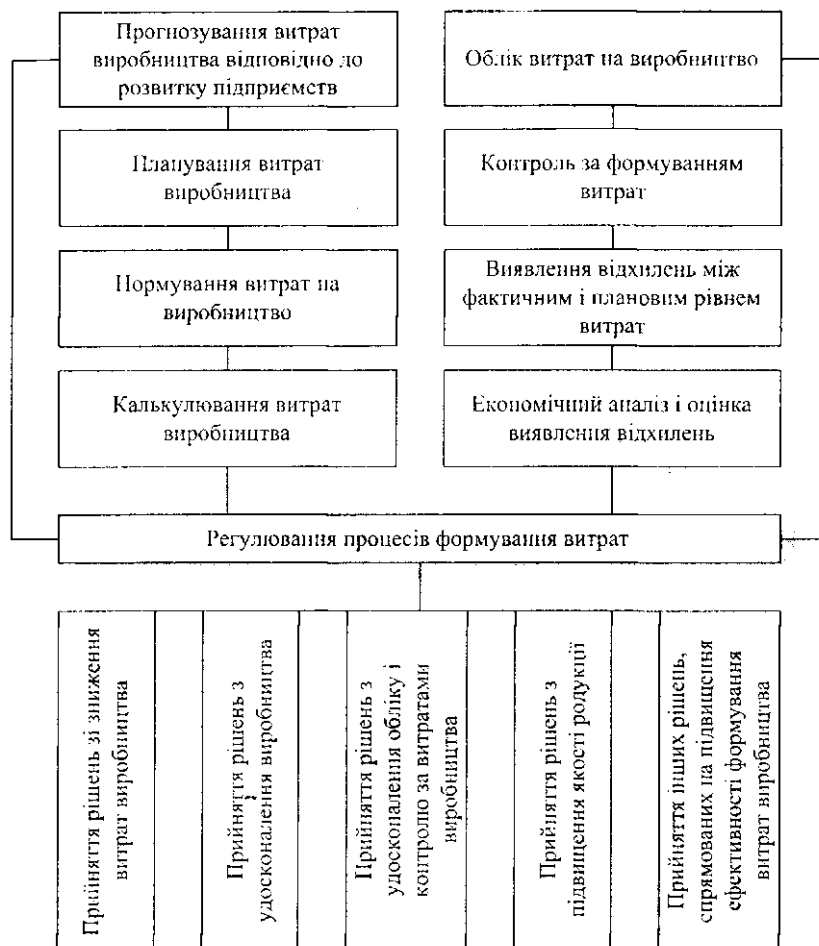 Прогнозування витрат
виробництва відповідно до
розвитку підприємств
Планування витрат
виробництва
Нормування витрат на
виробництво
Калькулювання витрат
виробництва
Облік витрат на виробництво
Контроль за формуванням
витрат
Виявлення відхилень між
фактичним і плановим рівнем
витрат
Економічний аналіз і оцінка
виявлення відхилень
Регулювання процесів формування витрат
Прийняття рішень зі зниження
витрат виробництва
Прийняття рішень з
удосконалення виробництва
Прийняття рішень з
удосконалення обліку і
контролю за витратами
виробництва
Прийняття рішень з
підвищення якості родукції
Прийняття інших рішень,
спрямованих на підвищення
ефективності формування
витрат виробництва